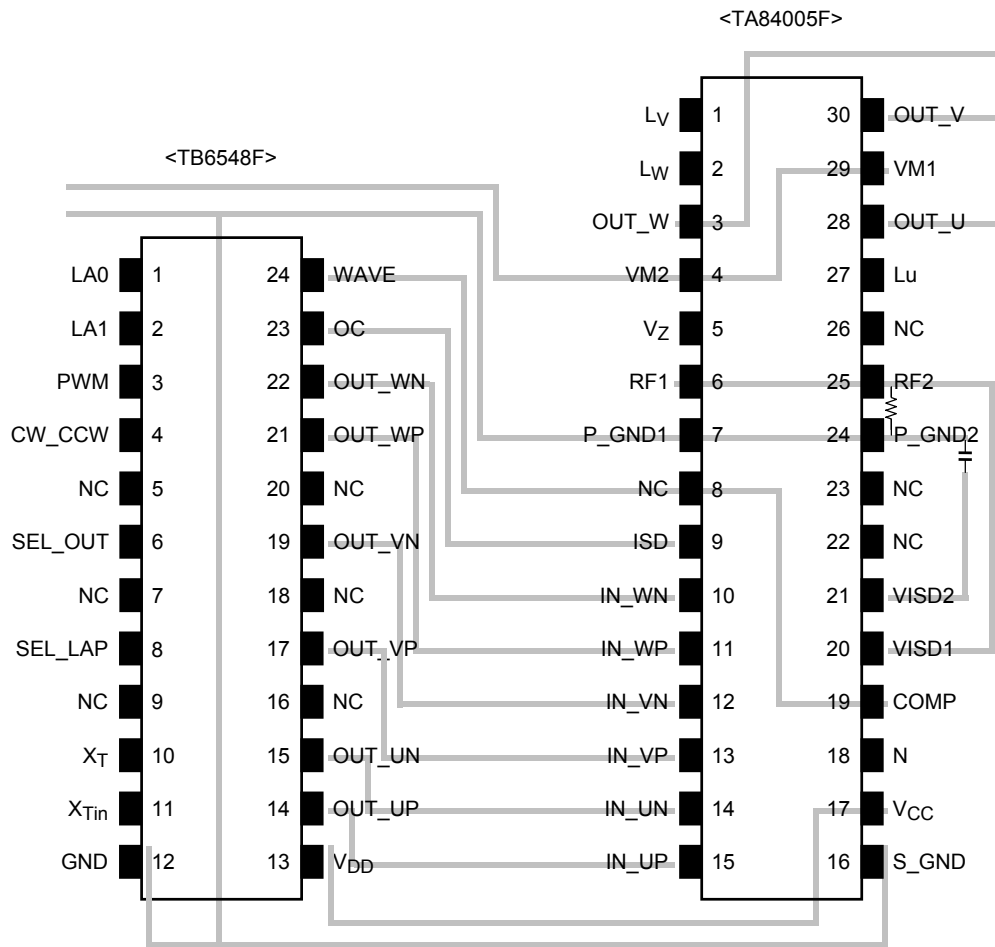 <TA84005F>
<TB6548F>
LA0 1 24 WAVE
LA1 2 23 OC
PWM 3 22 OUT_WN
CW_CCW 4 21 OUT_WP
NC 5 20 NC
SEL_OUT 6 19 OUT_VN
NC 7 18 NC
SEL_LAP 8 17 OUT_VP
NC 9 16 NC
XT 10 15 OUT_UN
XTin 11 14 OUT_UP
GND 12 13 VDD
LV 1 30 OUT_V
LW 2 29 VM1
OUT_W 3 28 OUT_U
VM2 4 27 Lu
VZ 5 26 NC
RF1 6 25 RF2
P_GND1 7 24 P_GND2
NC 8 23 NC
ISD 9 22 NC
IN_WN 10 21 VISD2
IN_WP 11 20 VISD1
IN_VN 12 19 COMP
IN_VP 13 18 N
IN_UN 14 17 VCC
IN_UP 15 16 S_GND